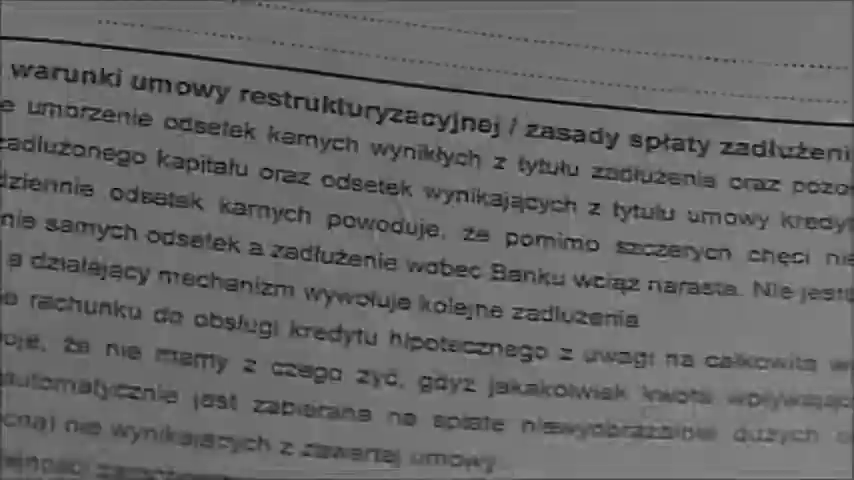 warunki umowy restrukturyzacyjnej / zasady spłaty zadłużeni
e umorzenie odsetek karnych wynikłych z tytułu zadłużenia oraz pozo
zadłużonego kapitału oraz odsetek wynikających z tytułu umowy kredyt
dziennie odsetek karnych powoduje, że pomimo szczerych chęci nie
nie samych odsetek a zadłużenie wobec Banku wciąż narasta. Nie jest
a działający mechanizm wywołuje kolejne zadłużenia
rachunku do obsługi kredytu hipotecznego z uwagi na całkowita
że nie mamy z czego żyć, gdyż jakakolwiek kwota wpływając
automatycznie jest zabierana na spłatę niewyobrażalnie dużych
nie wynikających z zawartej umowy.